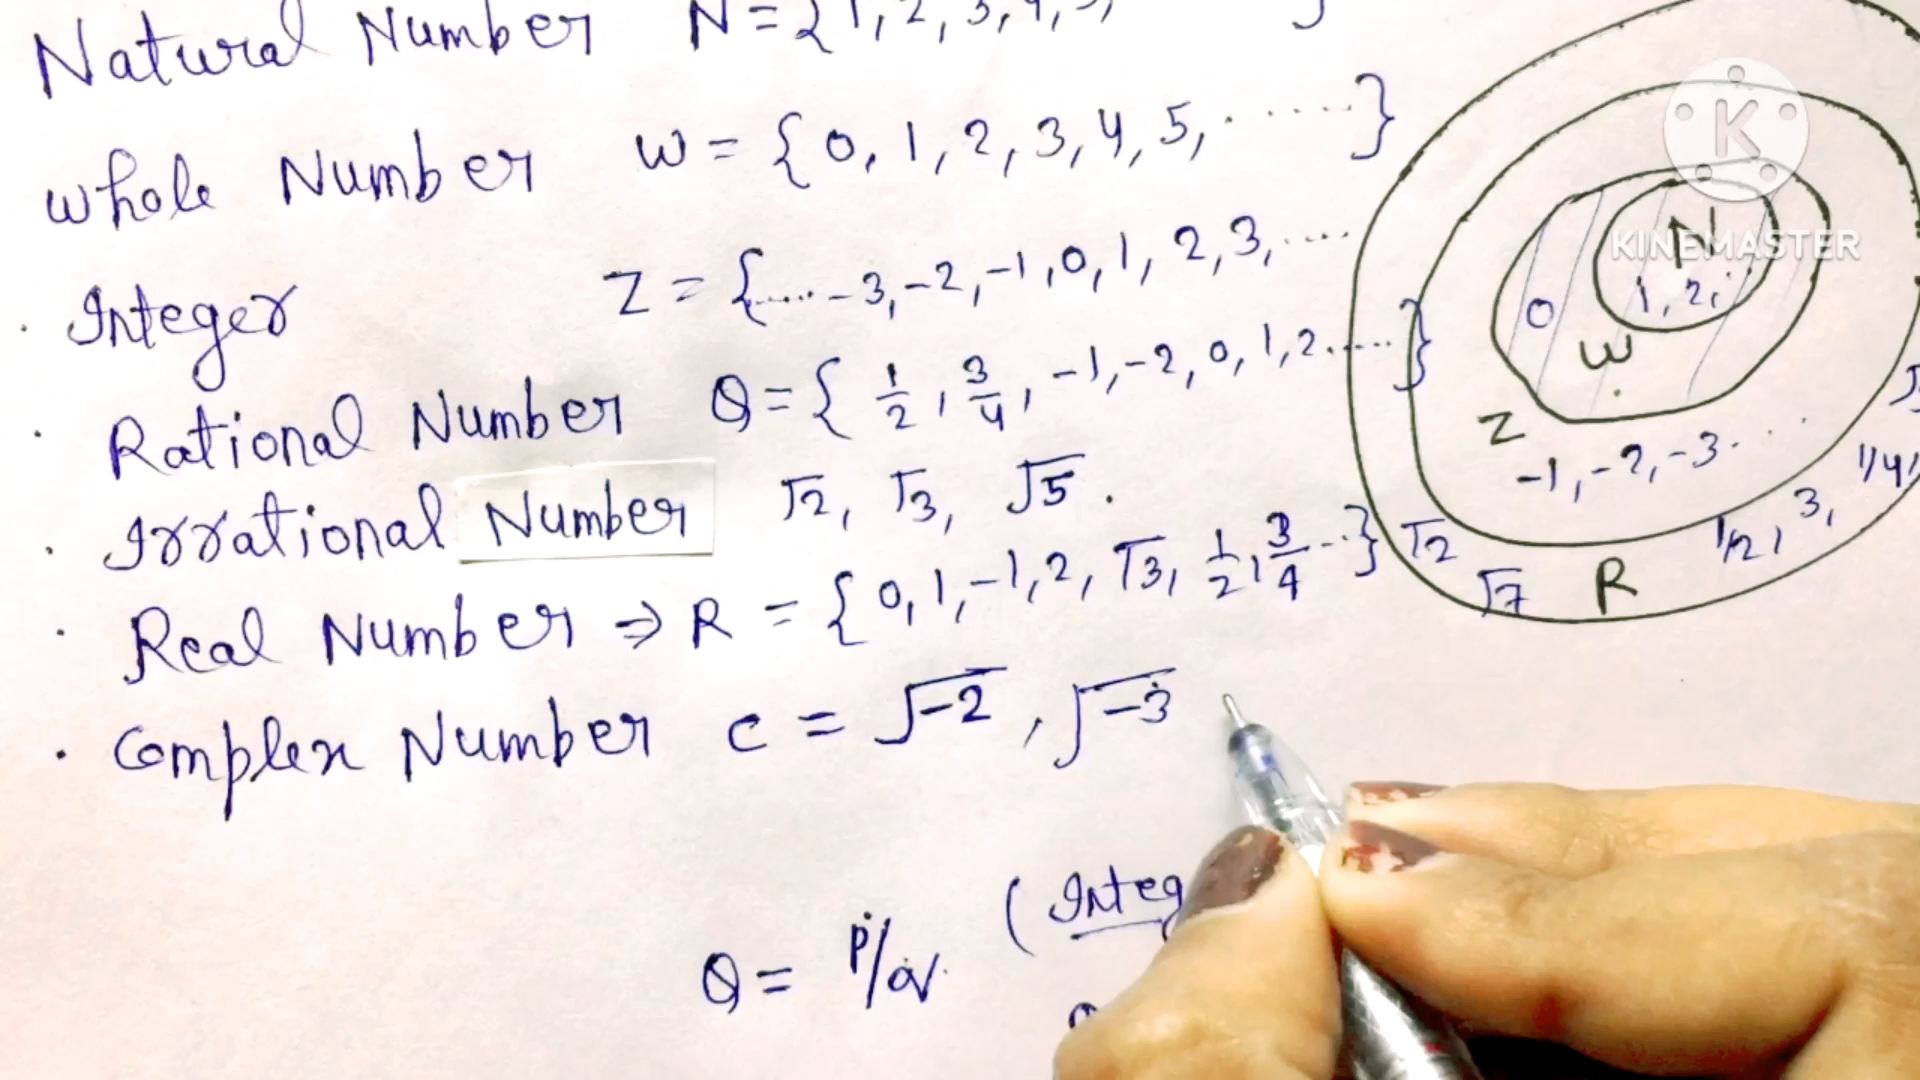 Natural Number N = {1, 2, 3, 4, 5, }
Whole Number W = {0, 1, 2, 3, 4, 5, ......}
. Integer Z = {.....-3, -2, -1, 0, 1, 2, 3, .... }
. Rational Number Q = { 1/2, 3/4, -1, -2, 0, 1, 2.....
. Irrational Number √2, √3, √5.
. Real Number ⇒ R = { 0, 1, -1, 2, √3, 1/2, 3/4 ...}
. Complex Number C = √-2, √-3
Q = P/q (Integ
N
1, 2,
0
W
Z
-1, -2, -3.....
1/2, 3, 1/4,
√2
√7
R
K
KINEMASTER